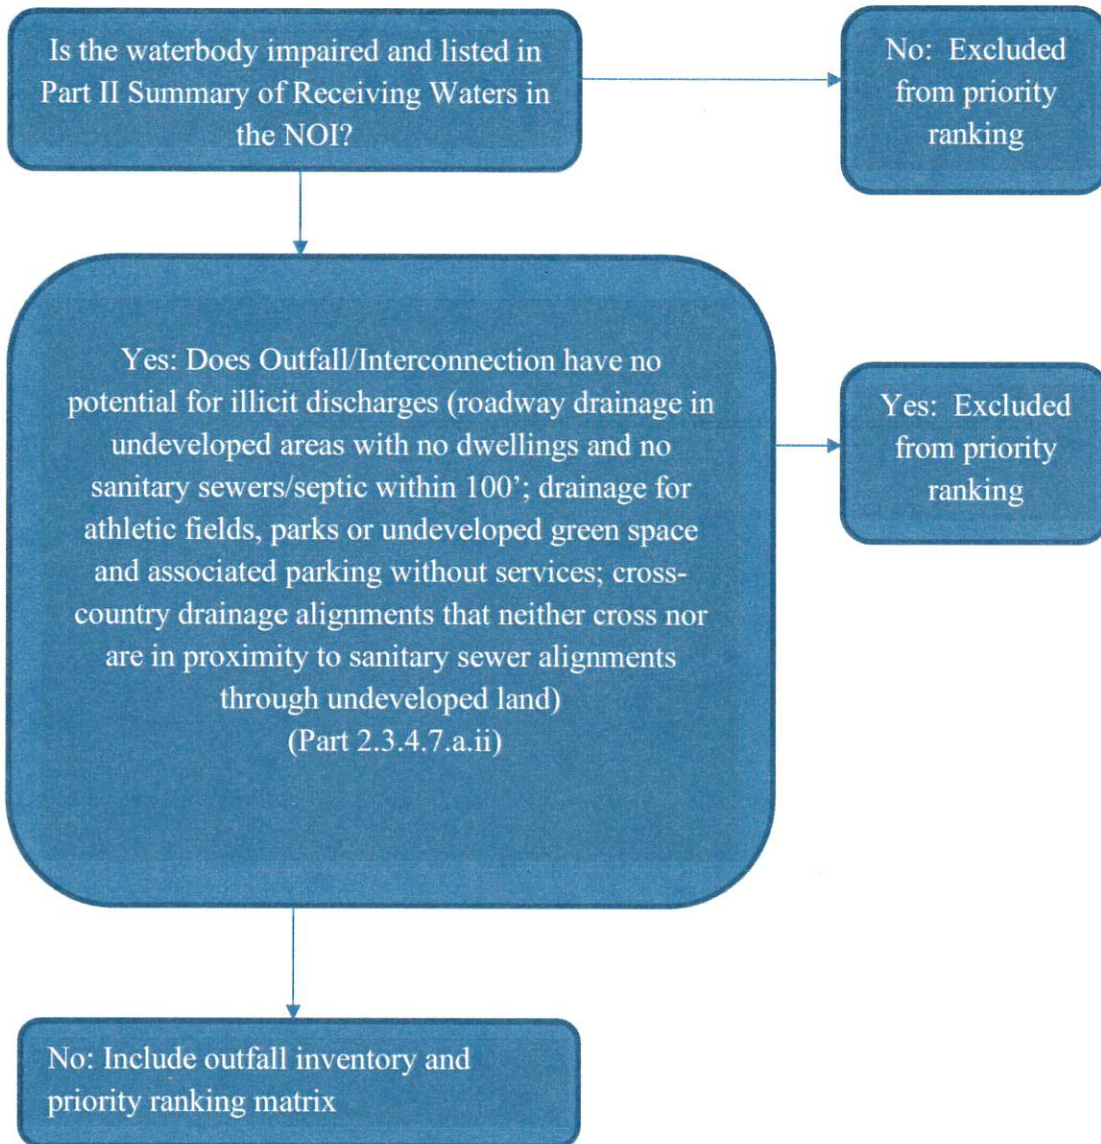 Is the waterbody impaired and listed in
Part II Summary of Receiving Waters in
the NOI?
No: Excluded
from priority
ranking
Yes: Does Outfall/Interconnection have no
potential for illicit discharges (roadway drainage in
undeveloped areas with no dwellings and no
sanitary sewers/septic within 100’; drainage for
athletic fields, parks or undeveloped green space
and associated parking without services; cross-
country drainage alignments that neither cross nor
are in proximity to sanitary sewer alignments
through undeveloped land)
(Part 2.3.4.7.a.ii)
Yes: Excluded
from priority
ranking
No: Include outfall inventory and
priority ranking matrix